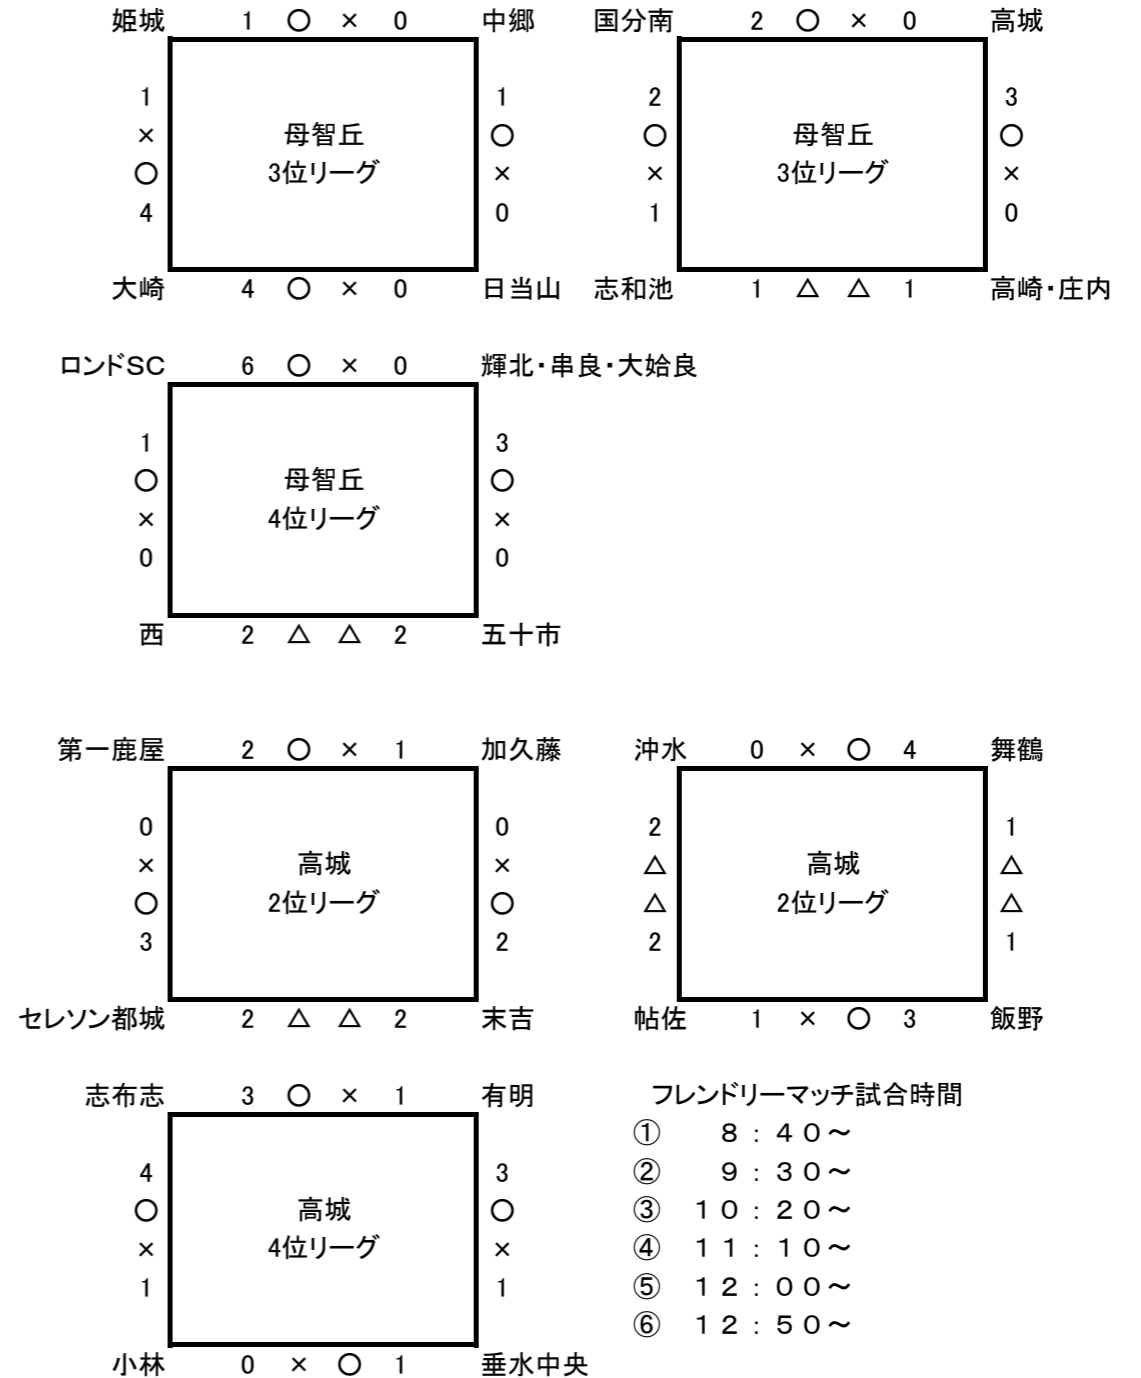 姫城 1 ○ × 0 中郷 国分南 2 ○ × 0 高城
1 1 2 3
× 母智丘 ○ ○ 母智丘 ○
○ 3位リーグ × × 3位リーグ ×
4 0 1 0
大崎 4 ○ × 0 日当山 志和池 1 △ △ 1 高崎・庄内
ロンドSC 6 ○ × 0 輝北・串良・大姶良
1 3
○ 母智丘 ○
× 4位リーグ ×
0 0
西 2 △ △ 2 五十市
第一鹿屋 2 ○ × 1 加久藤 沖水 0 × ○ 4 舞鶴
0 0 2 1
× 高城 × △ 高城 △
○ 2位リーグ ○ △ 2位リーグ △
3 2 2 1
セレソン都城 2 △ △ 2 末吉 帖佐 1 × ○ 3 飯野
志布志 3 ○ × 1 有明 フレンドリーマッチ試合時間
① 8：40～
4 3 ② 9：30～
○ 高城 ○ ③ 10：20～
× 4位リーグ × ④ 11：10～
1 1 ⑤ 12：00～
⑥ 12：50～
小林 0 × ○ 1 垂水中央